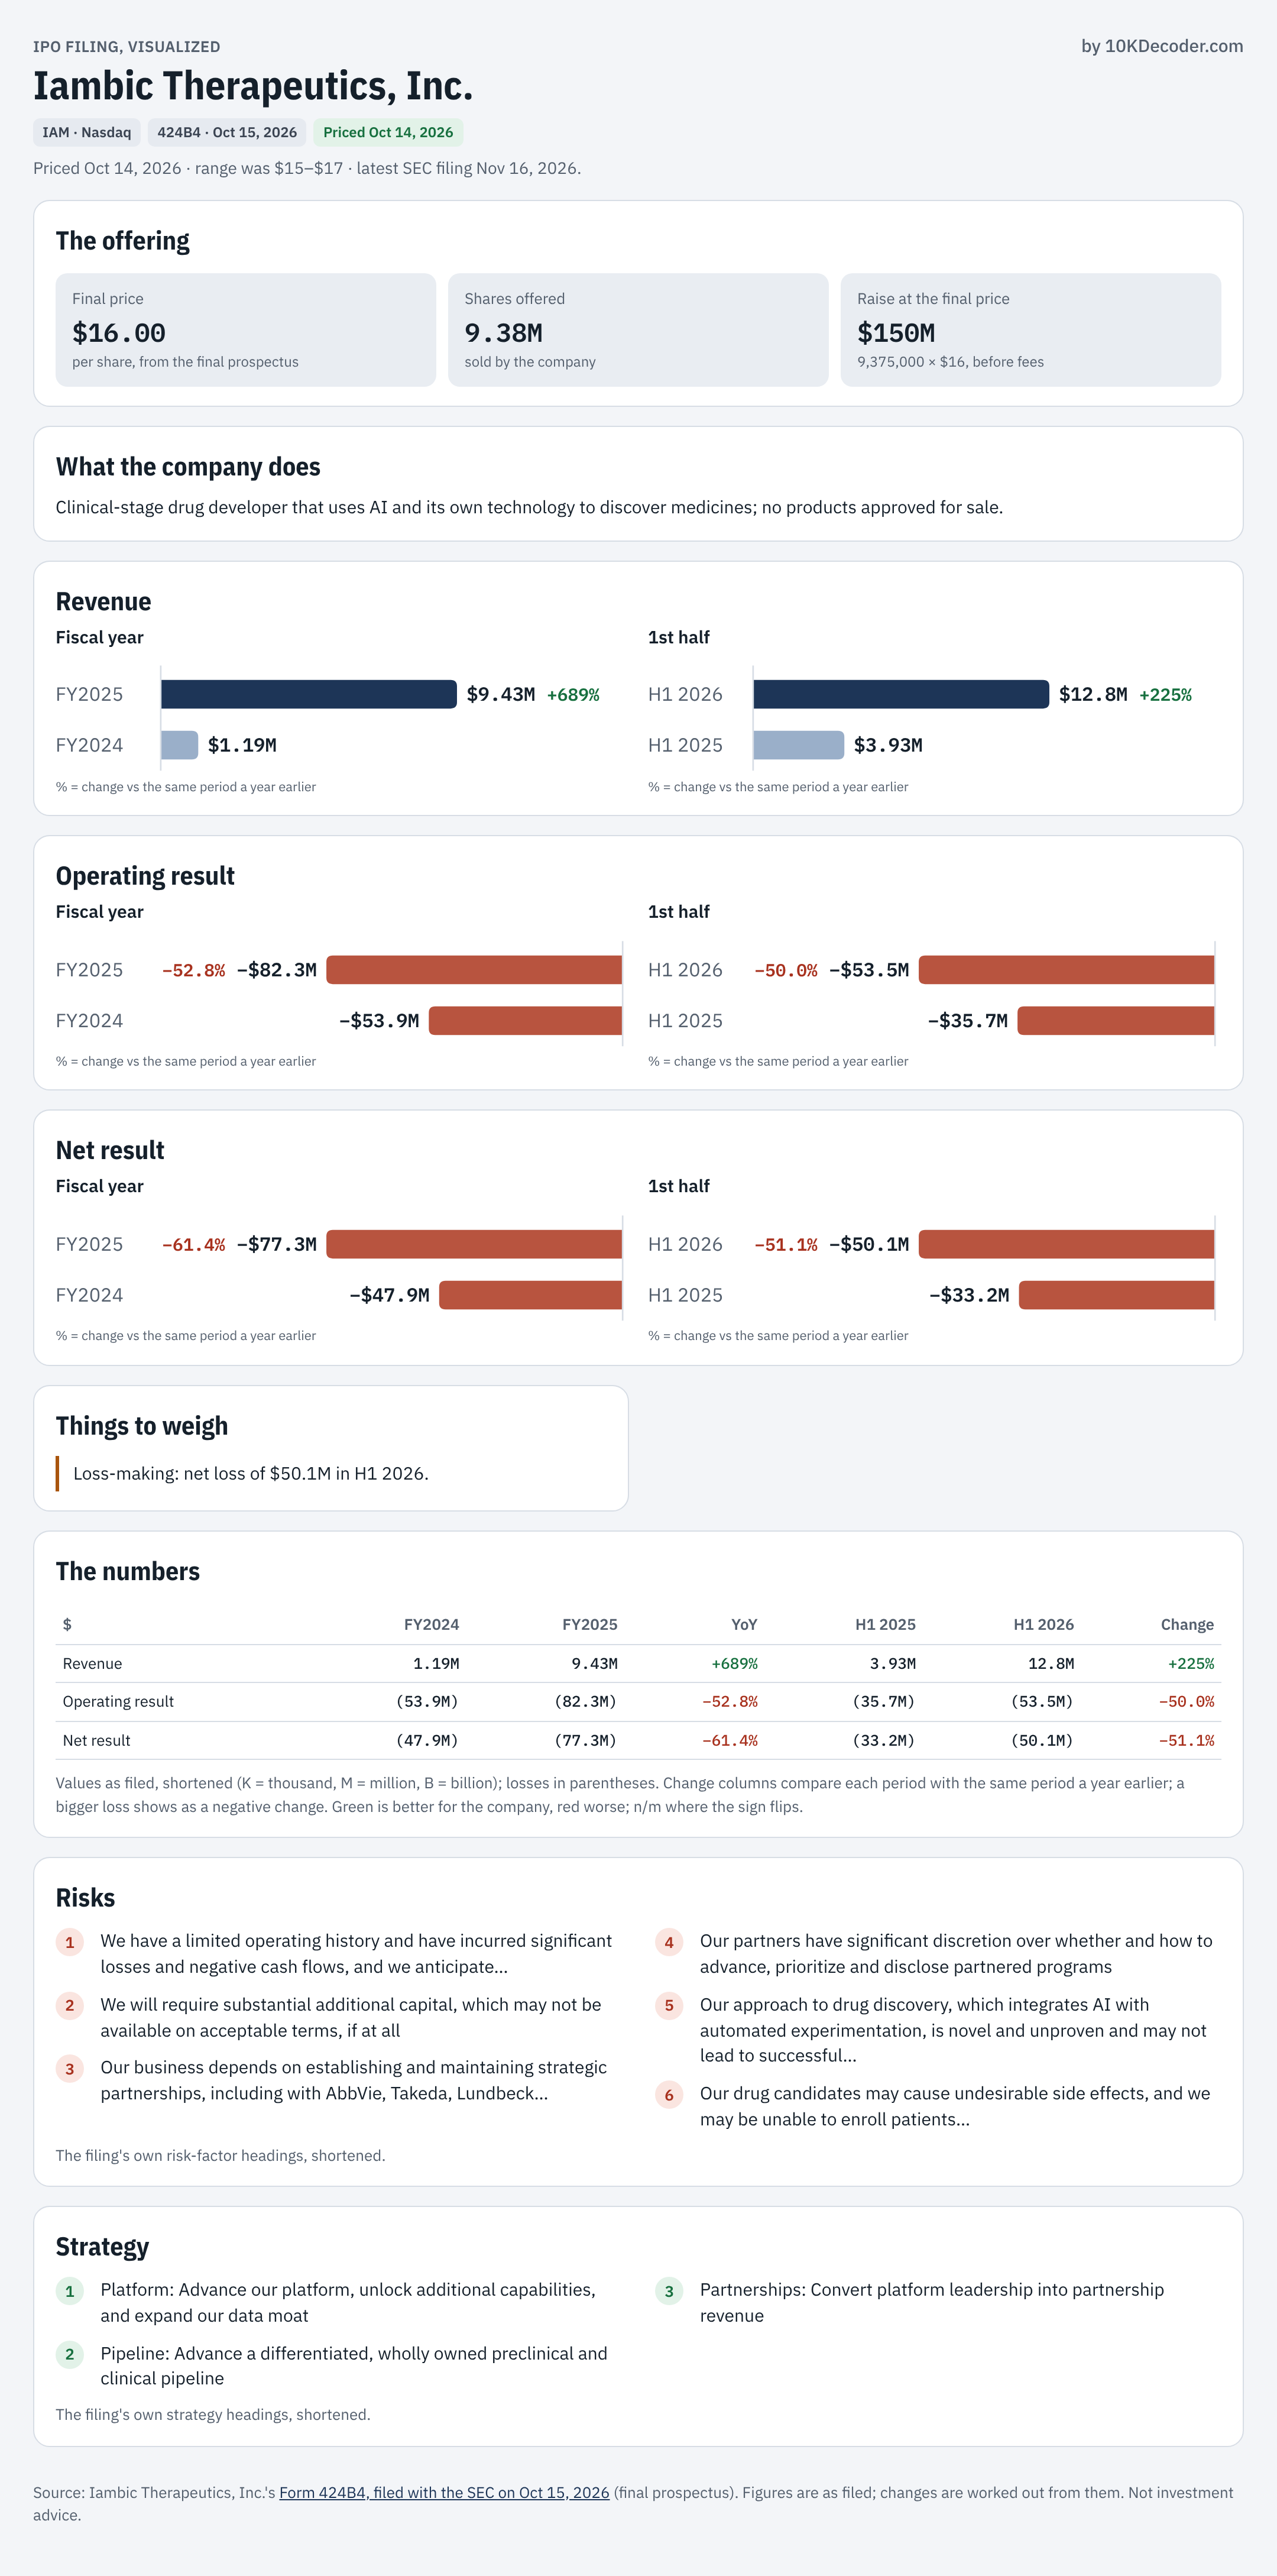 IPO FILING, VISUALIZED
by 10KDecoder.com
Iambic Therapeutics, Inc.
IAM · Nasdaq
424B4 · Oct 15, 2026
Priced Oct 14, 2026
Priced Oct 14, 2026 · range was $15–$17 · latest SEC filing Nov 16, 2026.
The offering
Final price
$16.00
per share, from the final prospectus
Shares offered
9.38M
sold by the company
Raise at the final price
$150M
9,375,000 × $16, before fees
What the company does
Clinical-stage drug developer that uses AI and its own technology to discover medicines; no products approved for sale.
Revenue
Fiscal year
FY2025 $9.43M +689%
FY2024 $1.19M
% = change vs the same period a year earlier
1st half
H1 2026 $12.8M +225%
H1 2025 $3.93M
% = change vs the same period a year earlier
Operating result
Fiscal year
FY2025 −52.8% −$82.3M
FY2024 −$53.9M
% = change vs the same period a year earlier
1st half
H1 2026 −50.0% −$53.5M
H1 2025 −$35.7M
% = change vs the same period a year earlier
Net result
Fiscal year
FY2025 −61.4% −$77.3M
FY2024 −$47.9M
% = change vs the same period a year earlier
1st half
H1 2026 −51.1% −$50.1M
H1 2025 −$33.2M
% = change vs the same period a year earlier
Things to weigh
Loss-making: net loss of $50.1M in H1 2026.
The numbers
$ FY2024 FY2025 YoY H1 2025 H1 2026 Change
Revenue 1.19M 9.43M +689% 3.93M 12.8M +225%
Operating result (53.9M) (82.3M) −52.8% (35.7M) (53.5M) −50.0%
Net result (47.9M) (77.3M) −61.4% (33.2M) (50.1M) −51.1%
Values as filed, shortened (K = thousand, M = million, B = billion); losses in parentheses. Change columns compare each period with the same period a year earlier; a
bigger loss shows as a negative change. Green is better for the company, red worse; n/m where the sign flips.
Risks
1 We have a limited operating history and have incurred significant
losses and negative cash flows, and we anticipate…
2 We will require substantial additional capital, which may not be
available on acceptable terms, if at all
3 Our business depends on establishing and maintaining strategic
partnerships, including with AbbVie, Takeda, Lundbeck…
4 Our partners have significant discretion over whether and how to
advance, prioritize and disclose partnered programs
5 Our approach to drug discovery, which integrates AI with
automated experimentation, is novel and unproven and may not
lead to successful…
6 Our drug candidates may cause undesirable side effects, and we
may be unable to enroll patients…
The filing's own risk-factor headings, shortened.
Strategy
1 Platform: Advance our platform, unlock additional capabilities,
and expand our data moat
2 Pipeline: Advance a differentiated, wholly owned preclinical and
clinical pipeline
3 Partnerships: Convert platform leadership into partnership
revenue
The filing's own strategy headings, shortened.
Source: Iambic Therapeutics, Inc.'s Form 424B4, filed with the SEC on Oct 15, 2026 (final prospectus). Figures are as filed; changes are worked out from them. Not investment
advice.